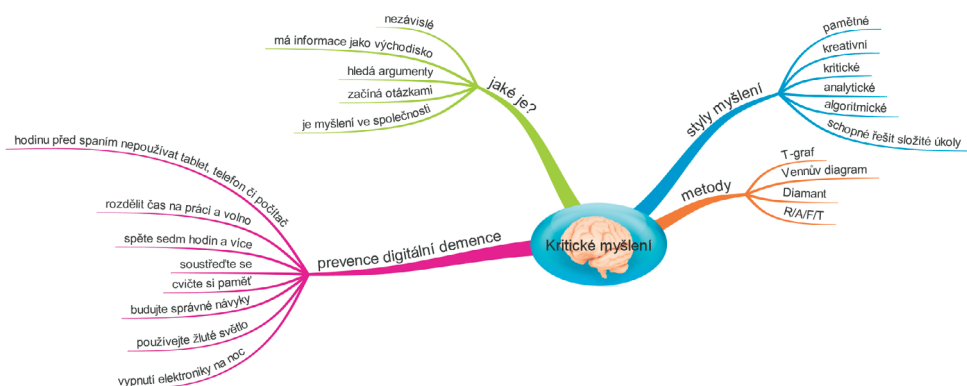 Kritické myšlení
jaké je?
nezávislé
má informace jako východisko
hledá argumenty
začíná otázkami
je myšlení ve společnosti
styly myšlení
pamětné
kreativní
kritické
analytické
algoritmické
schopné řešit složité úkoly
metody
T-graf
Vennův diagram
Diamant
R/A/F/T
prevence digitální demence
hodinu před spaním nepoužívat tablet, telefon či počítač
rozdělit čas na práci a volno
spěte sedm hodin a více
soustřeďte se
cvičte si paměť
budujte správné návyky
používejte žluté světlo
vypnutí elektroniky na noc